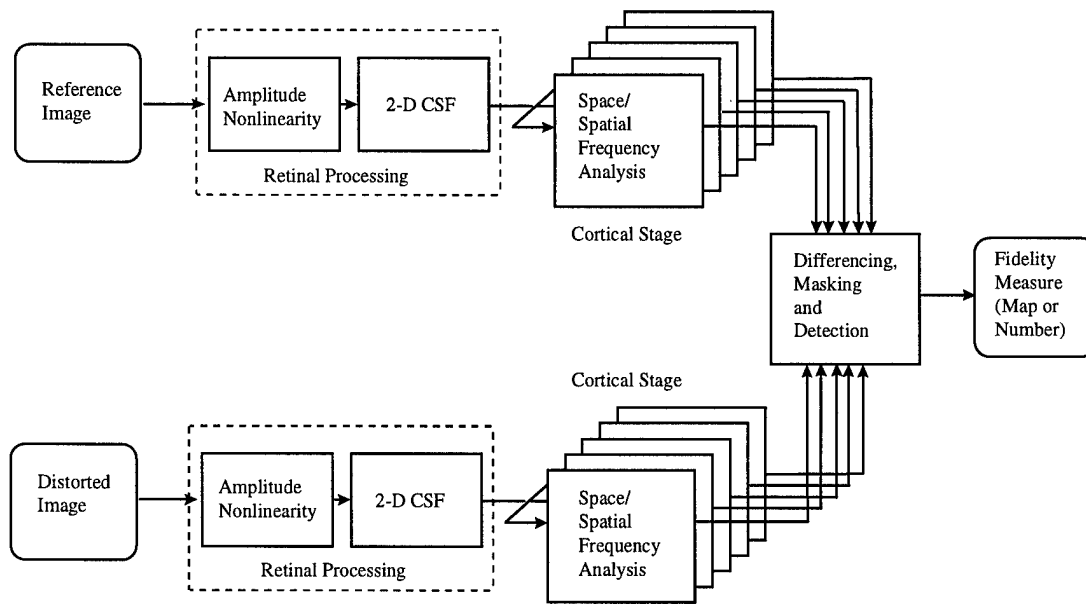 Reference
Image
Amplitude
Nonlinearity
2-D CSF
Retinal Processing
Space/
Spatial
Frequency
Analysis
Cortical Stage
Differencing,
Masking
and
Detection
Fidelity
Measure
(Map or
Number)
Cortical Stage
Distorted
Image
Amplitude
Nonlinearity
2-D CSF
Retinal Processing
Space/
Spatial
Frequency
Analysis